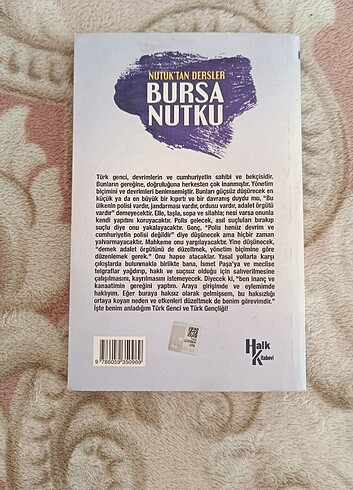 NUTUK'TAN DERSLER
BURSA
NUTKU
Türk genci, devrimlerin ve cumhuriyetin sahibi ve bekçisidir.
Bunların gereğine, doğruluğuna herkesten çok inanmıştır. Yönetim
biçimini ve devrimleri benimsemiştir. Bunları güçsüz düşürecek en
küçük ya da en büyük bir kıpırtı ve bir davranış duydu mu, "Bu
ülkenin polisi vardır, jandarması vardır, ordusu vardır, adalet örgütü
vardır" demeyecektir. Elle, taşla, sopa ve silahla; nesi varsa onunla
kendi yapıtını koruyacaktır. Polis gelecek, asıl suçluları bırakıp
suçlu diye onu yakalayacaktır. Genç, "Polis henüz devrim ve
cumhuriyetin polisi değildir" diye düşünecek ama hiçbir zaman
yalvarmayacaktır. Mahkeme onu yargılayacaktır. Yine düşünecek,
"demek adalet örgütünü de düzeltmek, yönetim biçimine göre
düzenlemek gerek." Onu hapse atacaklar. Yasal yollarla karşı
çıkışlarda bulunmakla birlikte bana, İsmet Paşa'ya ve meclise
telgraflar yağdırıp, haklı ve suçsuz olduğu için salıverilmesine
çalışılmasını, kayrılmasını istemeyecek. Diyecek ki, "ben inanç ve
kanaatimin gereğini yaptım. Araya girişimde ve eylemimde
haklıyım. Eğer buraya haksız olarak gelmişsem, bu haksızlığı
ortaya koyan neden ve etkenleri düzeltmek de benim görevimdir."
İşte benim anladığım Türk Genci ve Türk Gençliği!
9 786059 350969
Halk
Kitabevi